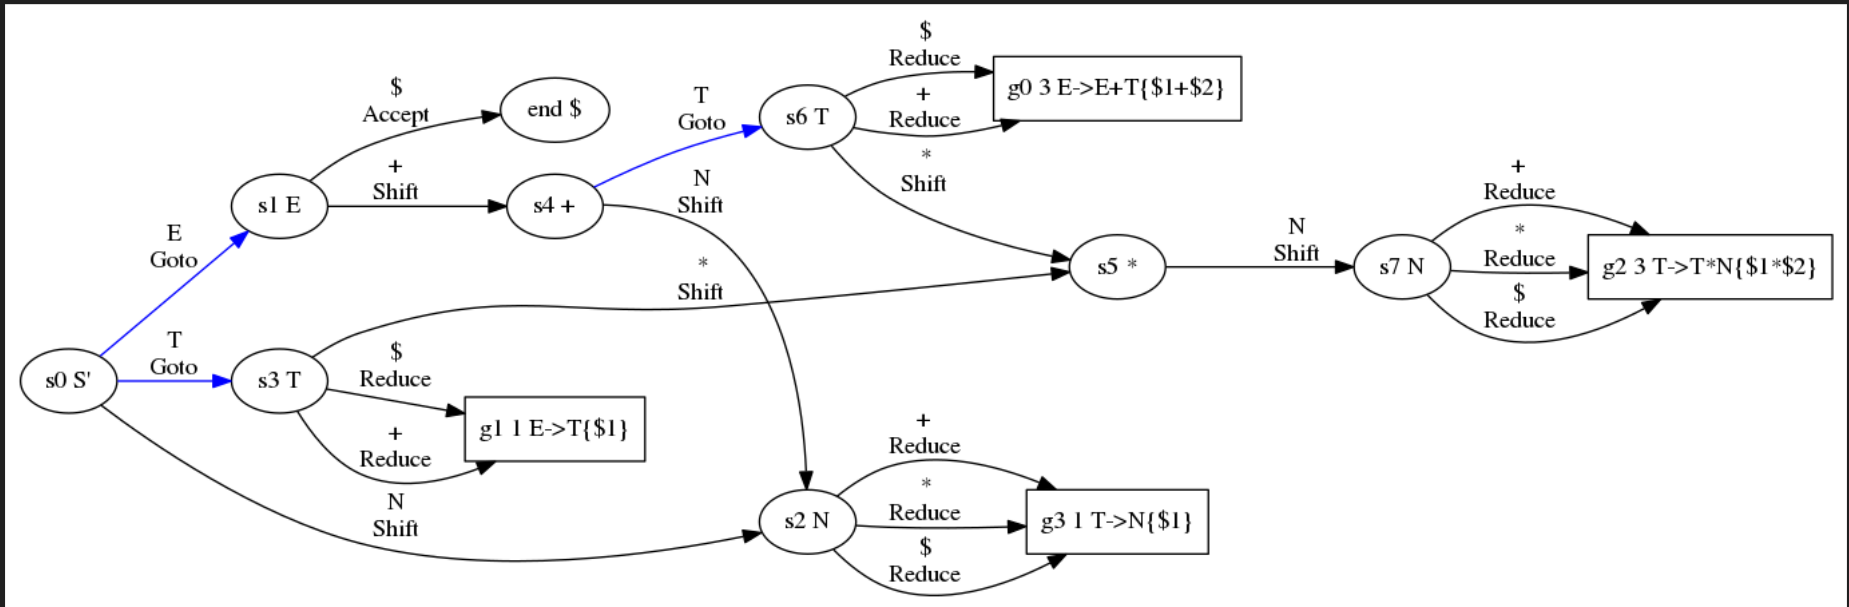 $
Reduce
g0 3 E->E+T{$1+$2}
+
Reduce
$
Accept
end $
T
Goto
s6 T
*
Shift
+
Shift
s1 E
s4 +
N
Shift
+
Reduce
*
Reduce
$
Reduce
g2 3 T->T*N{$1*$2}
E
Goto
*
Shift
s5 *
N
Shift
s7 N
T
Goto
s0 S'
s3 T
$
Reduce
g1 1 E->T{$1}
+
Reduce
N
Shift
s2 N
+
Reduce
*
Reduce
g3 1 T->N{$1}
$
Reduce